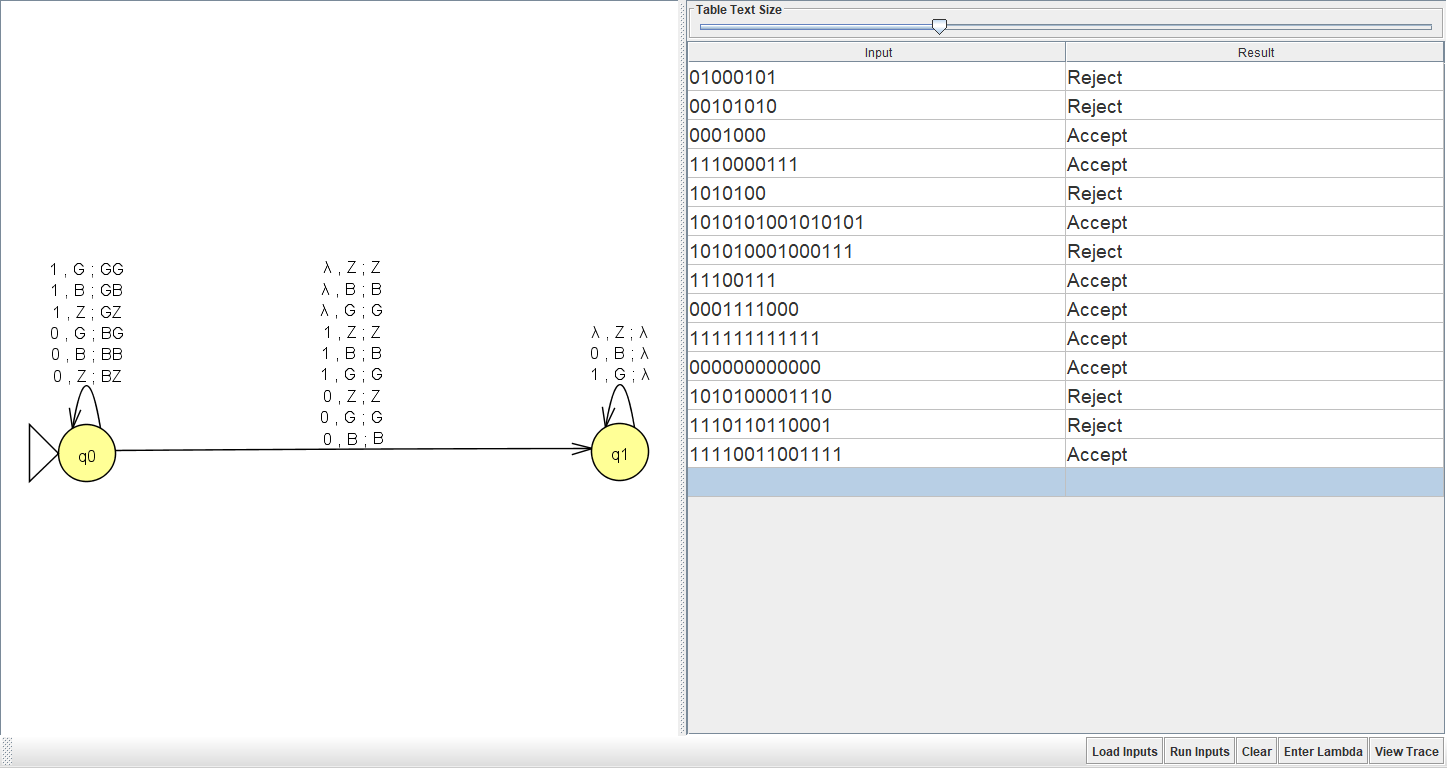 1 , G ; GG
1 , B ; GB
1 , Z ; GZ
0 , G ; BG
0 , B ; BB
0 , Z ; BZ
q0
λ , Z ; Z
λ , B ; B
λ , G ; G
1 , Z ; Z
1 , B ; B
1 , G ; G
0 , Z ; Z
0 , G ; G
0 , B ; B
λ , Z ; λ
0 , B ; λ
1 , G ; λ
q1
Table Text Size
Input Result
01000101 Reject
00101010 Reject
0001000 Accept
1110000111 Accept
1010100 Reject
1010101001010101 Accept
101010001000111 Reject
11100111 Accept
0001111000 Accept
111111111111 Accept
000000000000 Accept
1010100001110 Reject
1110110110001 Reject
11110011001111 Accept
Load Inputs Run Inputs Clear Enter Lambda View Trace